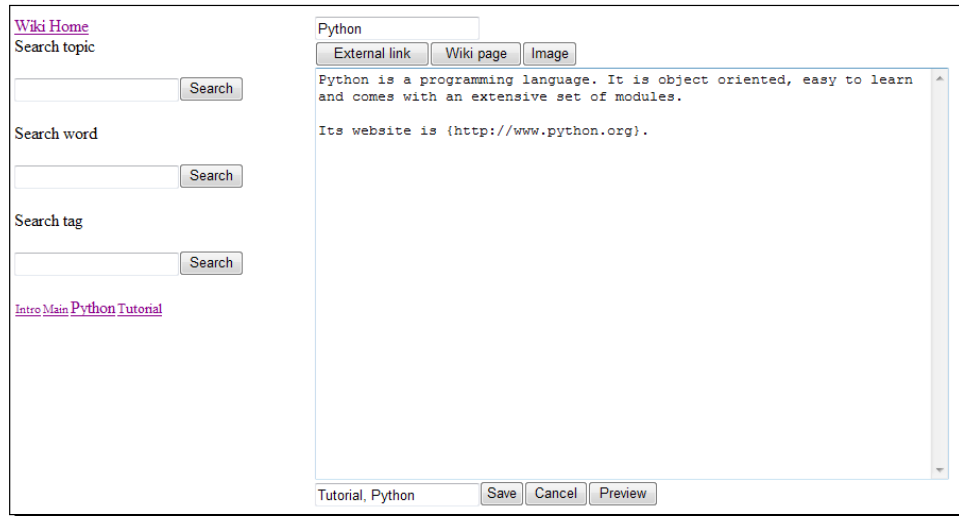 Wiki Home
Search topic
Search
Search word
Search
Search tag
Search
Intro Main Python Tutorial
Python
External link Wiki page Image
Python is a programming language. It is object oriented, easy to learn
and comes with an extensive set of modules.
Its website is {http://www.python.org}.
Tutorial, Python Save Cancel Preview